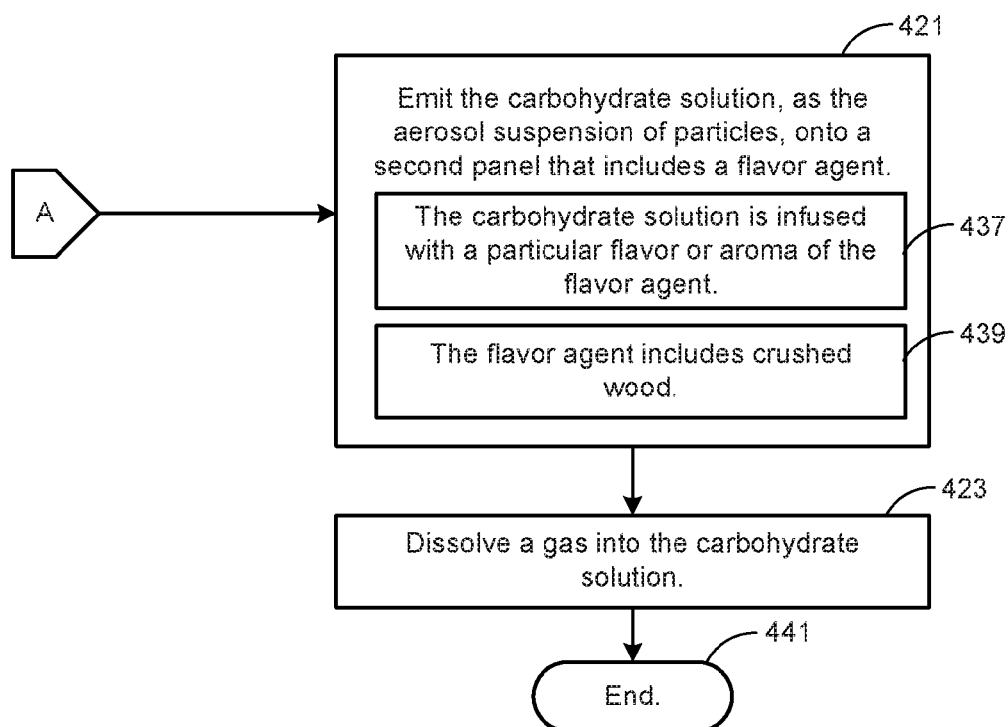 421
Emit the carbohydrate solution, as the
aerosol suspension of particles, onto a
second panel that includes a flavor agent.
A
The carbohydrate solution is infused
with a particular flavor or aroma of the
flavor agent.
437
439
The flavor agent includes crushed
wood.
423
Dissolve a gas into the carbohydrate
solution.
441
End.